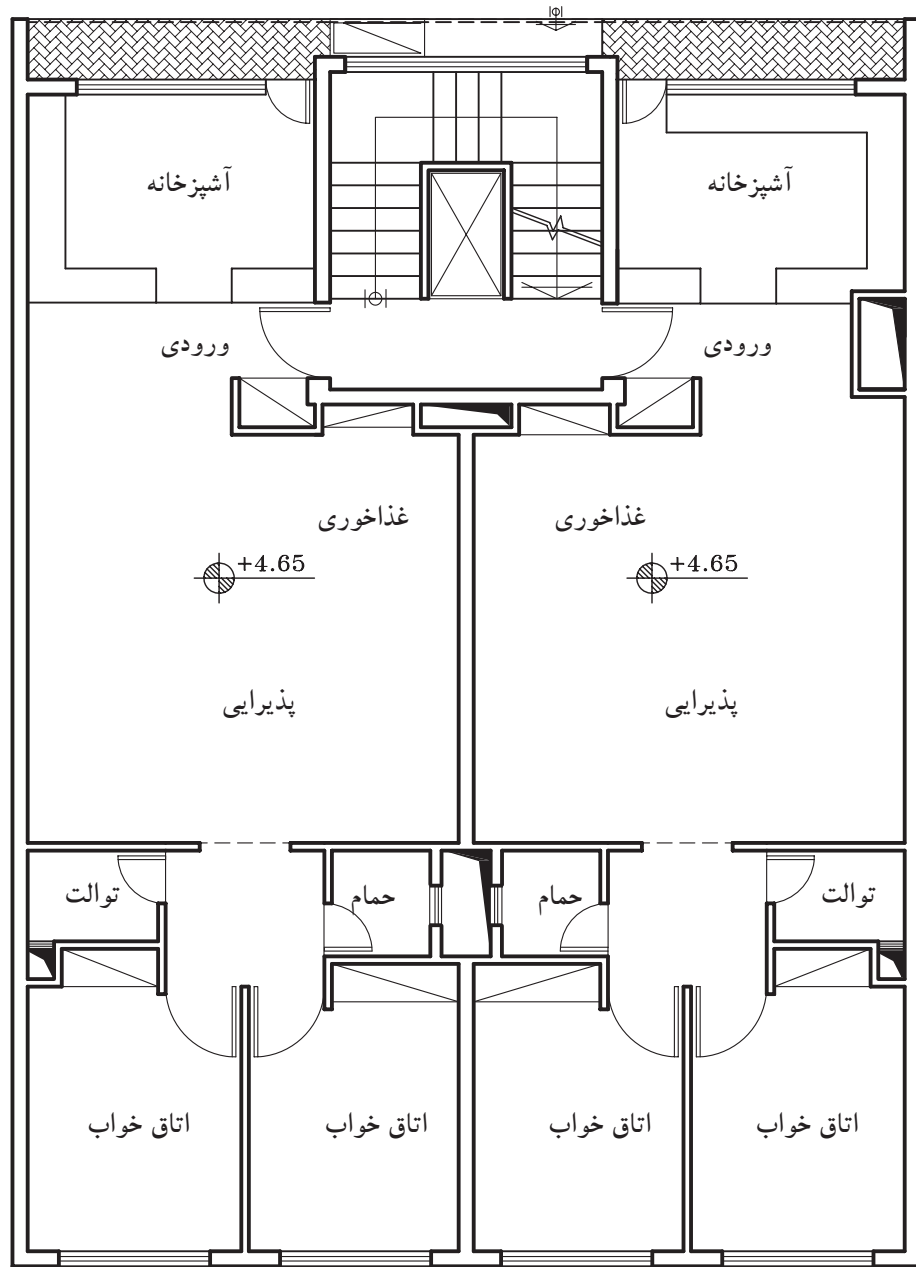 آشپزخانه
آشپزخانه
ورودی
ورودی
غذاخوری
غذاخوری
+4.65
+4.65
پذیرایی
پذیرایی
توالت
حمام
حمام
توالت
اتاق خواب
اتاق خواب
اتاق خواب
اتاق خواب